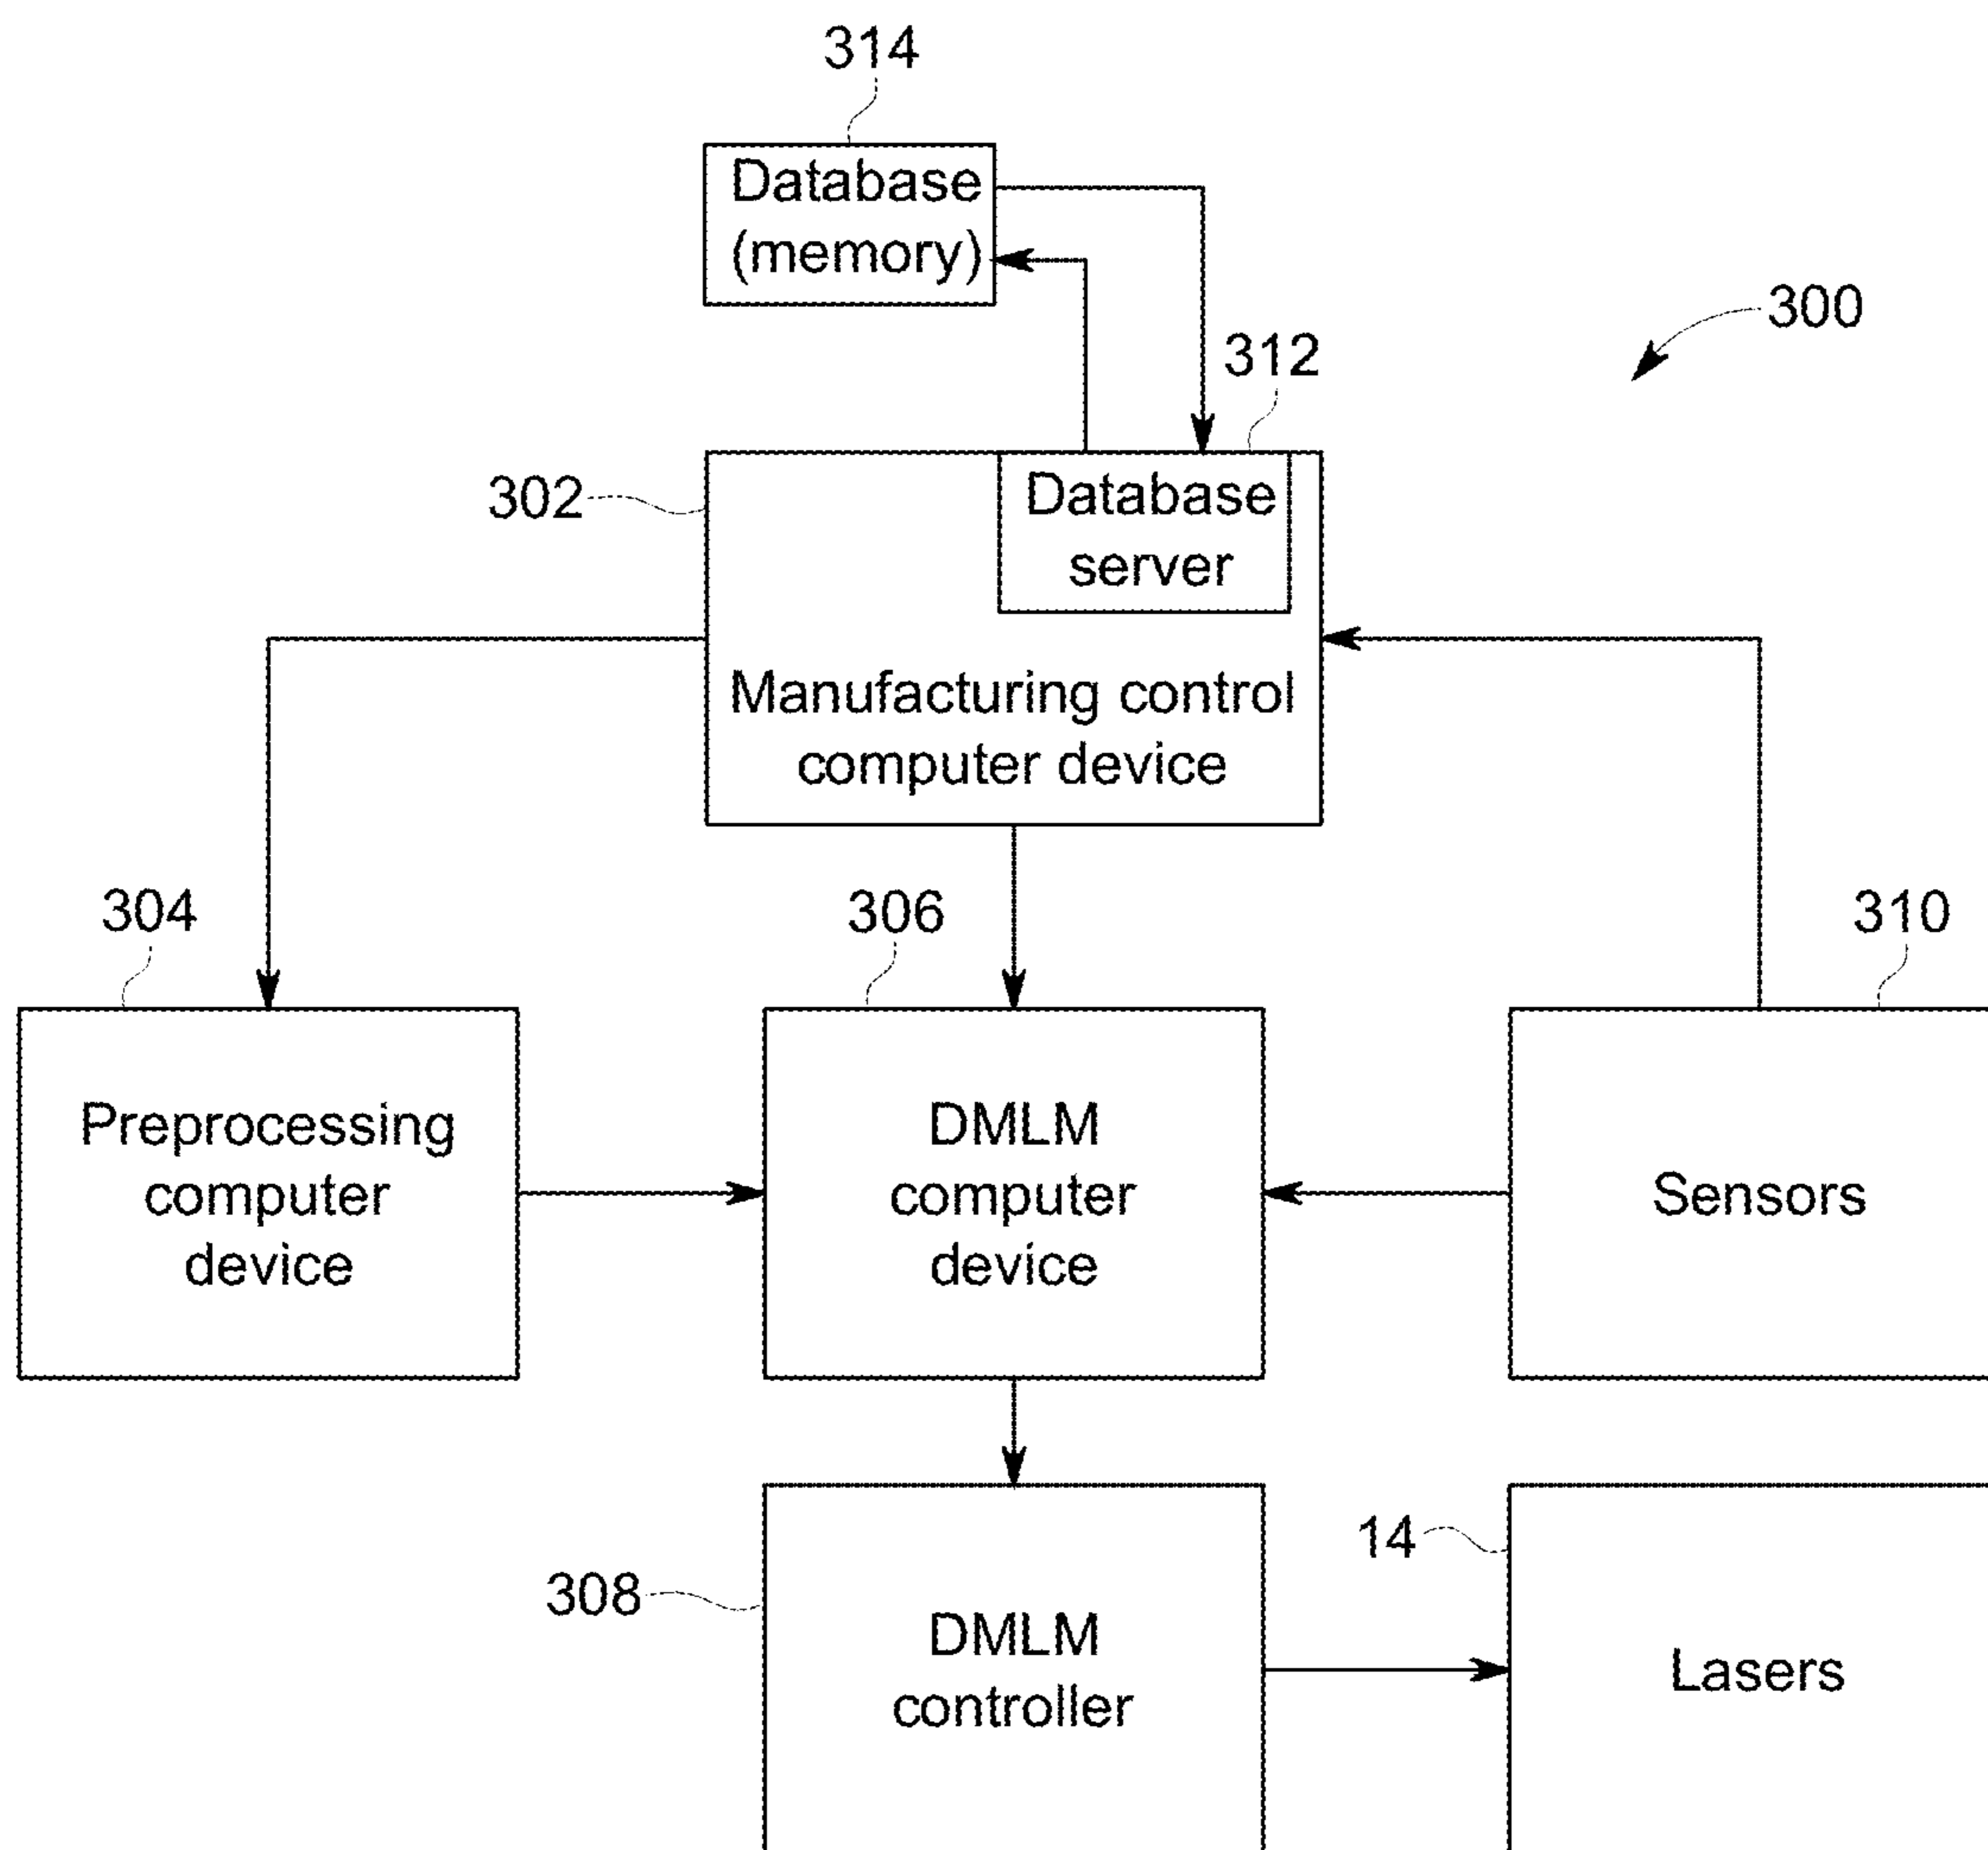 314
Database
(memory)
300
312
302
Database
server
Manufacturing control
computer device
304
306
310
Preprocessing
computer
device
DMLM
computer
device
Sensors
14
308
DMLM
controller
Lasers